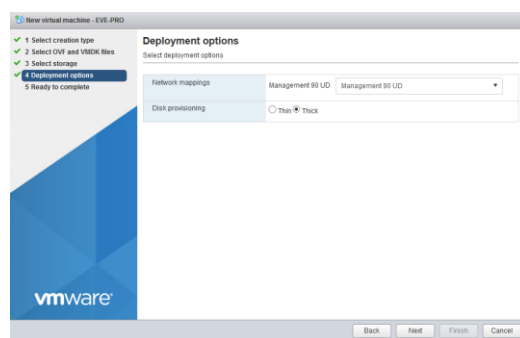 New virtual machine - EVE-PRO
1 Select creation type
2 Select OVF and VMDK files
3 Select storage
4 Deployment options
5 Ready to complete
Deployment options
Select deployment options
Network mappings
Management 90 UD
Management 90 UD
Disk provisioning
Thin Thick
vmware
Back
Next
Finish
Cancel